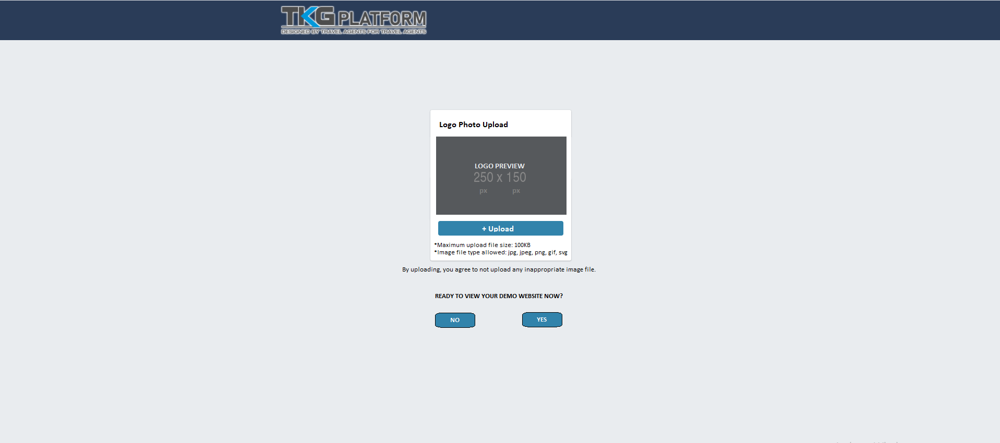 TKG PLATFORM
DESIGNED BY TRAVEL AGENTS FOR TRAVEL AGENTS
Logo Photo Upload
LOGO PREVIEW
250 x 150
px px
+ Upload
*Maximum upload file size: 100KB
*Image file type allowed: jpg, jpeg, png, gif, svg
By uploading, you agree to not upload any inappropriate image file.
READY TO VIEW YOUR DEMO WEBSITE NOW?
NO YES